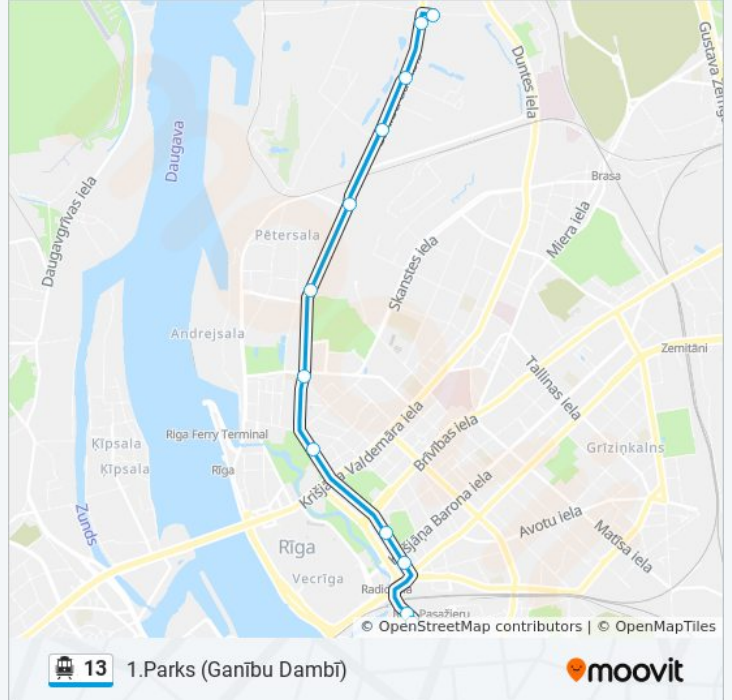 Duntes iela
Gustava Zemg
Daugava
Daugavgrīvas iela
Brasa
Miera iela
Pētersala
Skanstes iela
Andrejsala
Zemitāni
Tallinas iela
Riga Ferry Terminal
Ķīpsala
Ķīpsala
Rīga
Krišjāņa Valdemāra iela
Brīvības iela
Grīziņkalns
Zunds
Krišjāņa Barona iela
Avotu iela
Matīsa iela
Rīga
Vecrīga
Pasažieru
© OpenStreetMap contributors | © OpenMapTiles
13 1.Parks (Ganību Dambī)
moovit